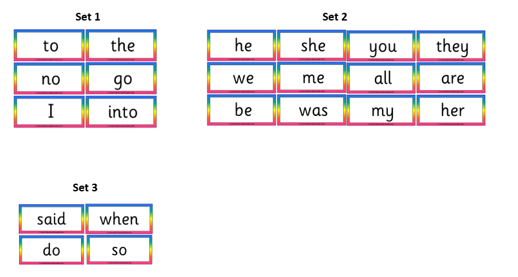 Set 1
to the
no go
I into
Set 2
he she you they
we me all are
be was my her
Set 3
said when
do so